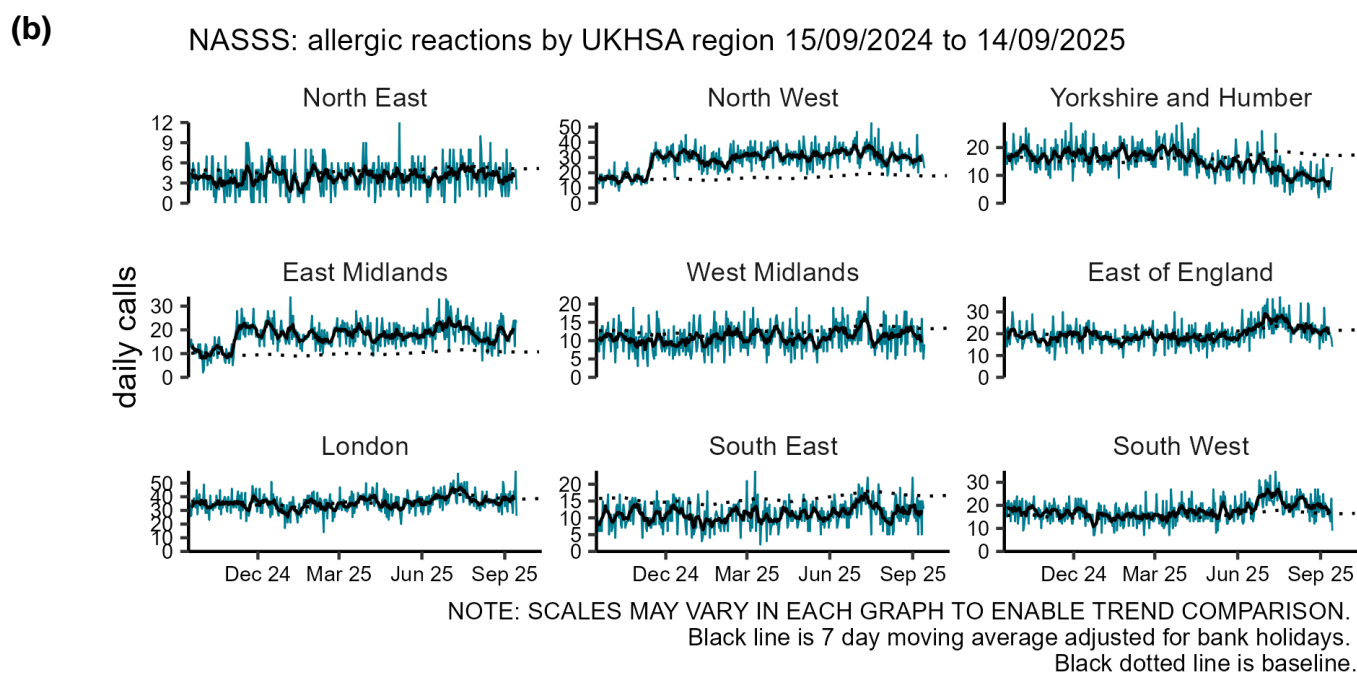 (b)
NASSS: allergic reactions by UKHSA region 15/09/2024 to 14/09/2025
North East
12
9
6
3
0
North West
50
40
30
20
10
0
Yorkshire and Humber
20
10
0
daily calls
East Midlands
30
20
10
0
West Midlands
20
15
10
5
0
East of England
30
20
10
0
London
50
40
30
20
10
0
South East
20
15
10
5
0
South West
30
20
10
0
Dec 24 Mar 25 Jun 25 Sep 25
Dec 24 Mar 25 Jun 25 Sep 25
Dec 24 Mar 25 Jun 25 Sep 25
NOTE: SCALES MAY VARY IN EACH GRAPH TO ENABLE TREND COMPARISON.
Black line is 7 day moving average adjusted for bank holidays.
Black dotted line is baseline.